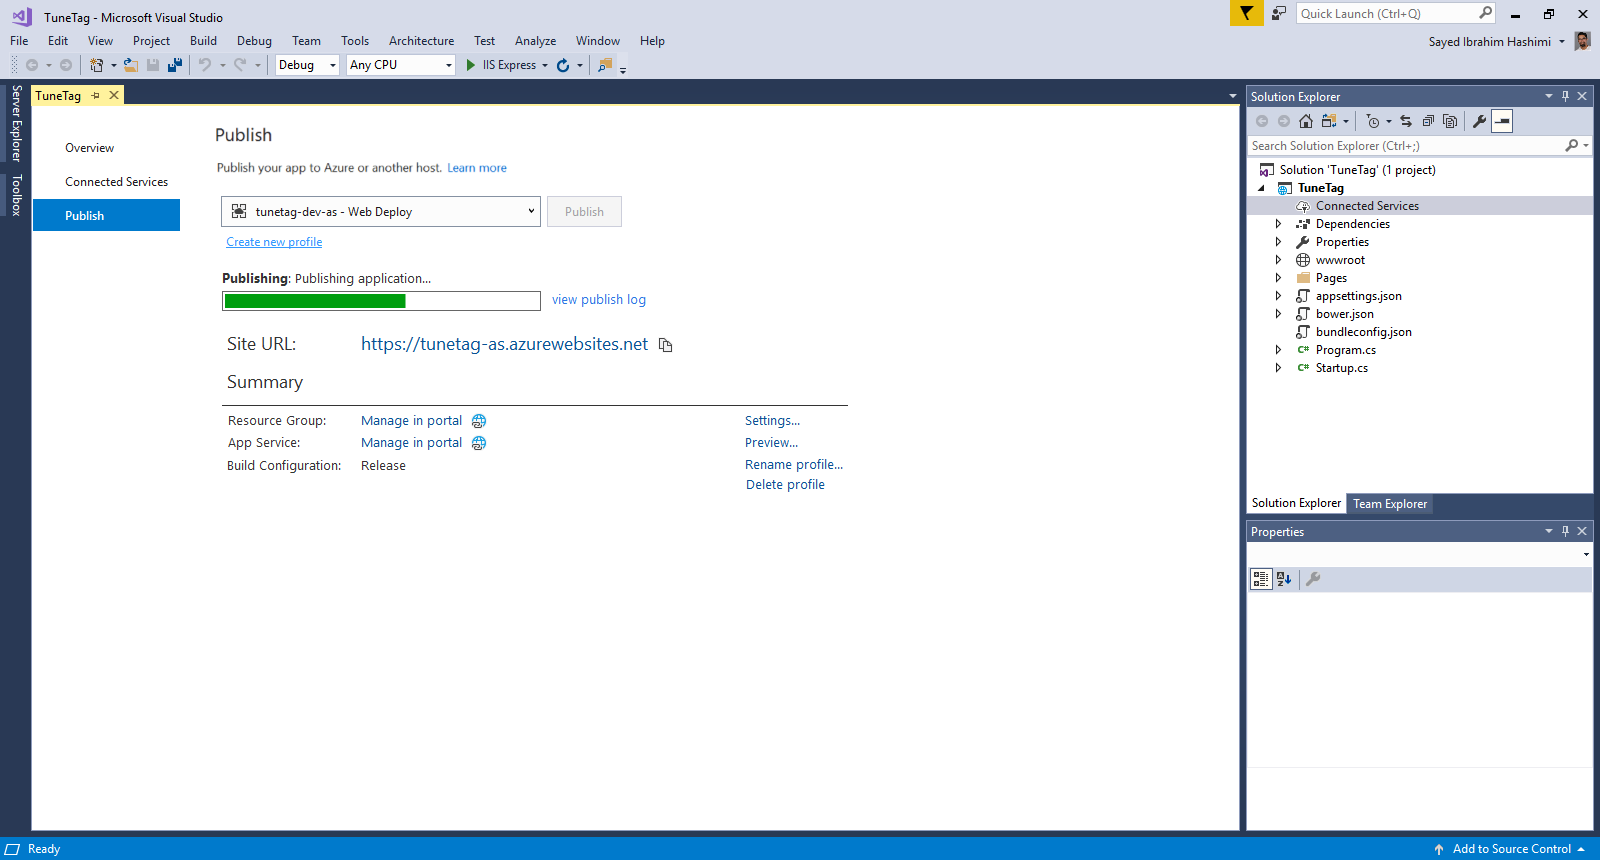 TuneTag - Microsoft Visual Studio
Quick Launch (Ctrl+Q)
File Edit View Project Build Debug Team Tools Architecture Test Analyze Window Help
Sayed Ibrahim Hashimi
Debug Any CPU IIS Express
Server Explorer
Toolbox
TuneTag
Overview
Connected Services
Publish
Publish
Publish your app to Azure or another host. Learn more
tunetag-dev-as - Web Deploy Publish
Create new profile
Publishing: Publishing application...
view publish log
Site URL: https://tunetag-as.azurewebsites.net
Summary
Resource Group: Manage in portal Settings...
App Service: Manage in portal Preview...
Build Configuration: Release Rename profile...
Delete profile
Solution Explorer
Search Solution Explorer (Ctrl+;)
Solution 'TuneTag' (1 project)
TuneTag
Connected Services
Dependencies
Properties
wwwroot
Pages
appsettings.json
bower.json
bundleconfig.json
C# Program.cs
C# Startup.cs
Solution Explorer Team Explorer
Properties
Ready
Add to Source Control